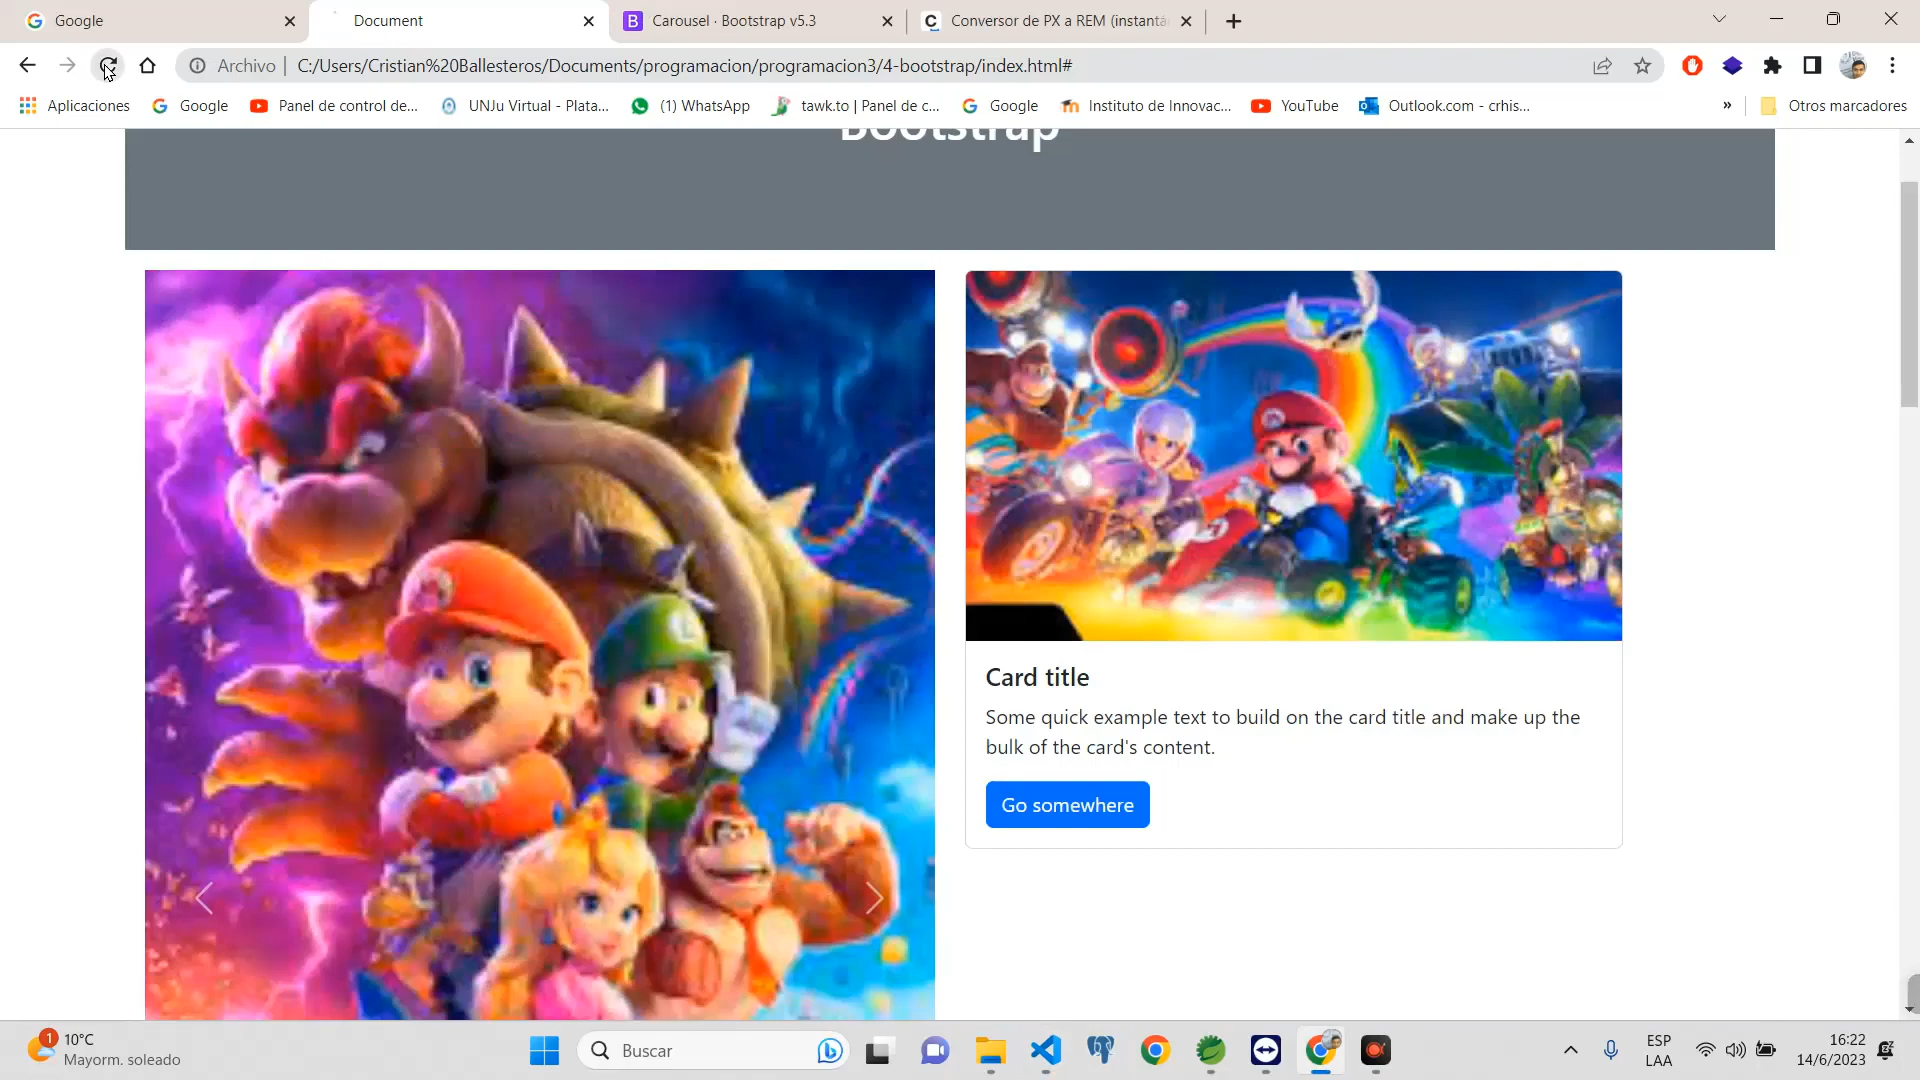 Google
Document
Carousel · Bootstrap v5.3
Conversor de PX a REM (instantá
Archivo
C:/Users/Cristian%20Ballesteros/Documents/programacion/programacion3/4-bootstrap/index.html#
Aplicaciones
Google
Panel de control de...
UNJu Virtual - Plata...
(1) WhatsApp
tawk.to | Panel de c...
Google
Instituto de Innovac...
YouTube
Outlook.com - crhis...
»
Otros marcadores
Bootstrap
Card title
Some quick example text to build on the card title and make up the
bulk of the card's content.
Go somewhere
1
10°C
Mayorm. soleado
Buscar
ESP
LAA
16:22
14/6/2023